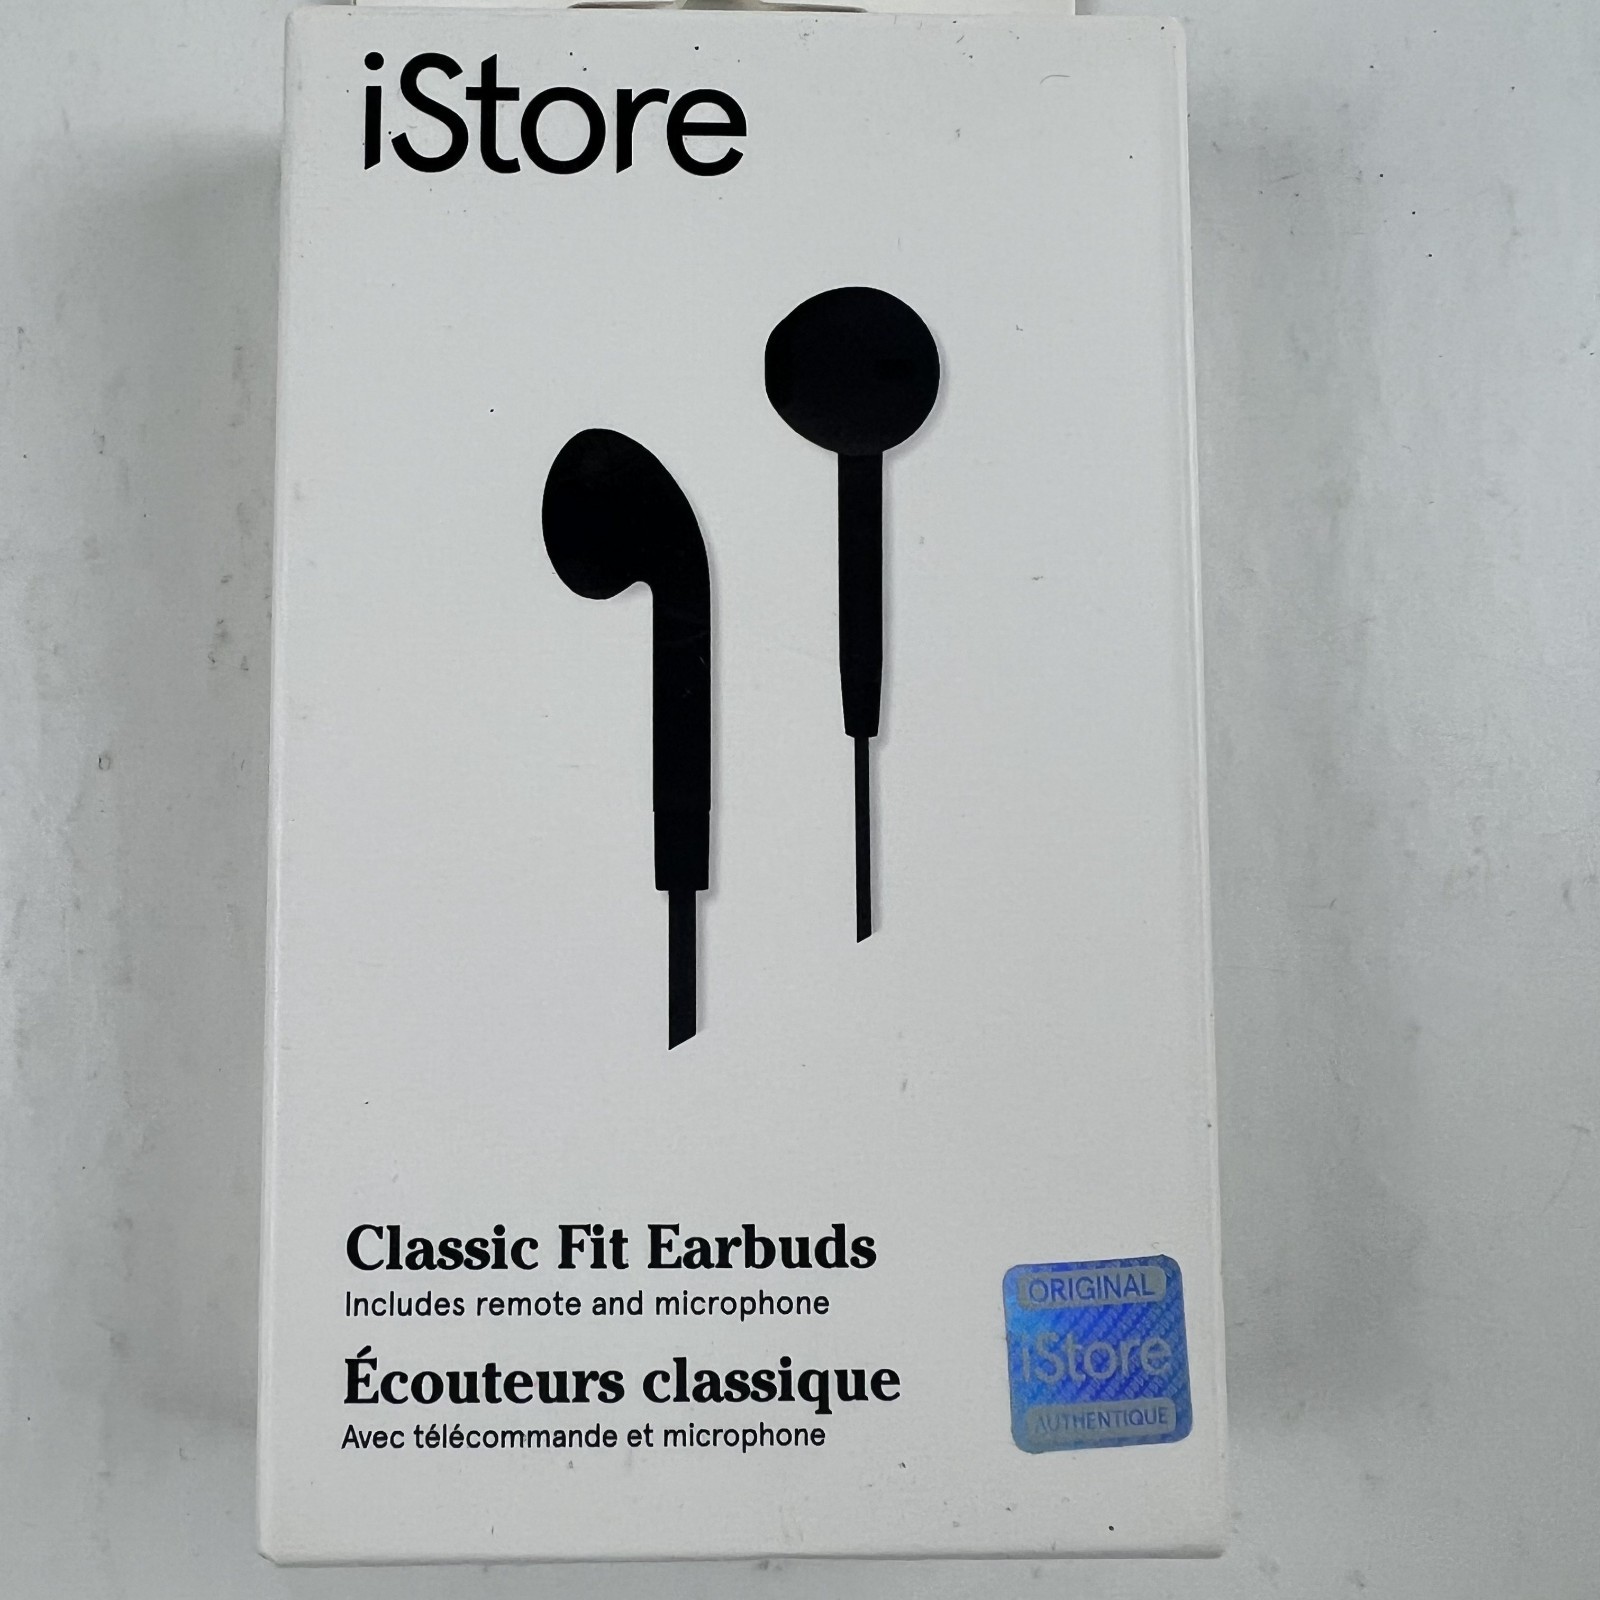 iStore
Classic Fit Earbuds
Includes remote and microphone
Écouteurs classique
Avec télécommande et microphone
ORIGINAL
iStore
AUTHENTIQUE